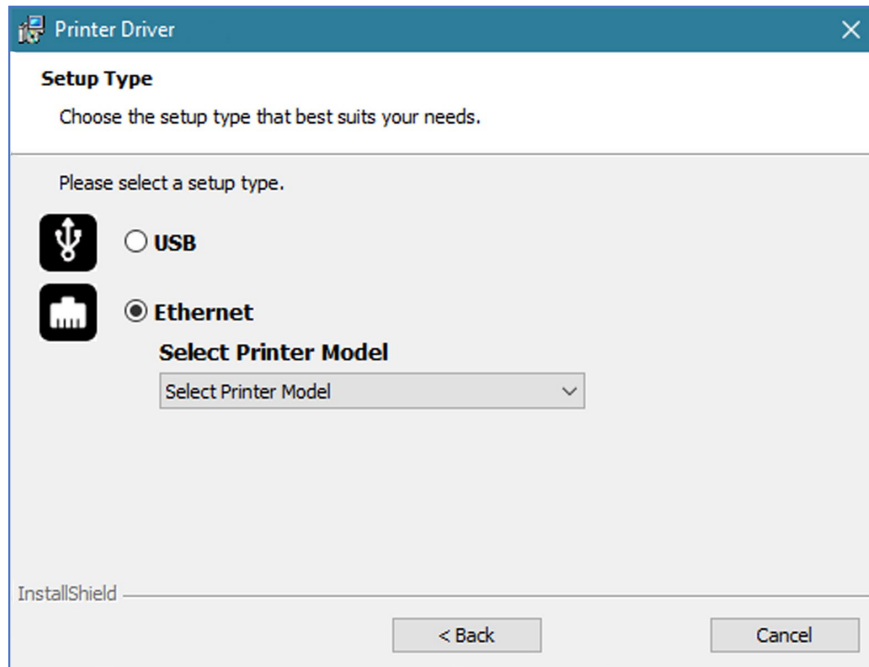 Printer Driver
Setup Type
Choose the setup type that best suits your needs.
Please select a setup type.
USB
Ethernet
Select Printer Model
Select Printer Model
InstallShield
< Back
Cancel